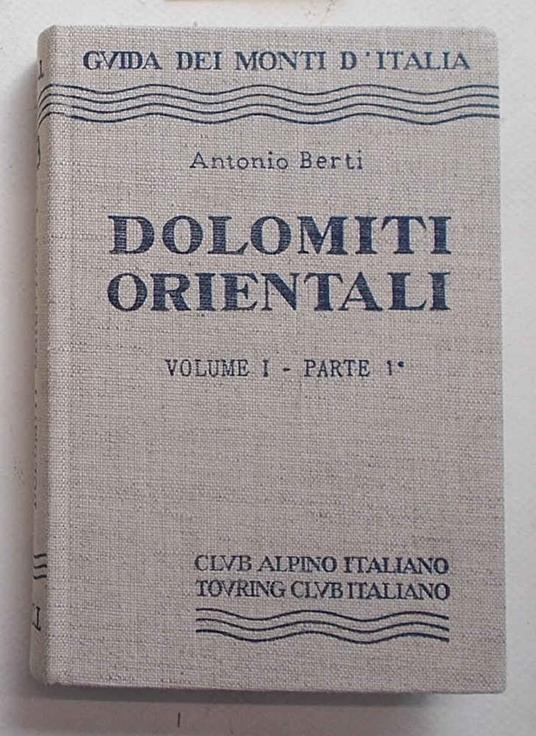 GVIDA DEI MONTI D'ITALIA
Antonio Berti
DOLOMITI
ORIENTALI
VOLUME I - PARTE 1ª
CLVB ALPINO ITALIANO
TOVRING CLVB ITALIANO